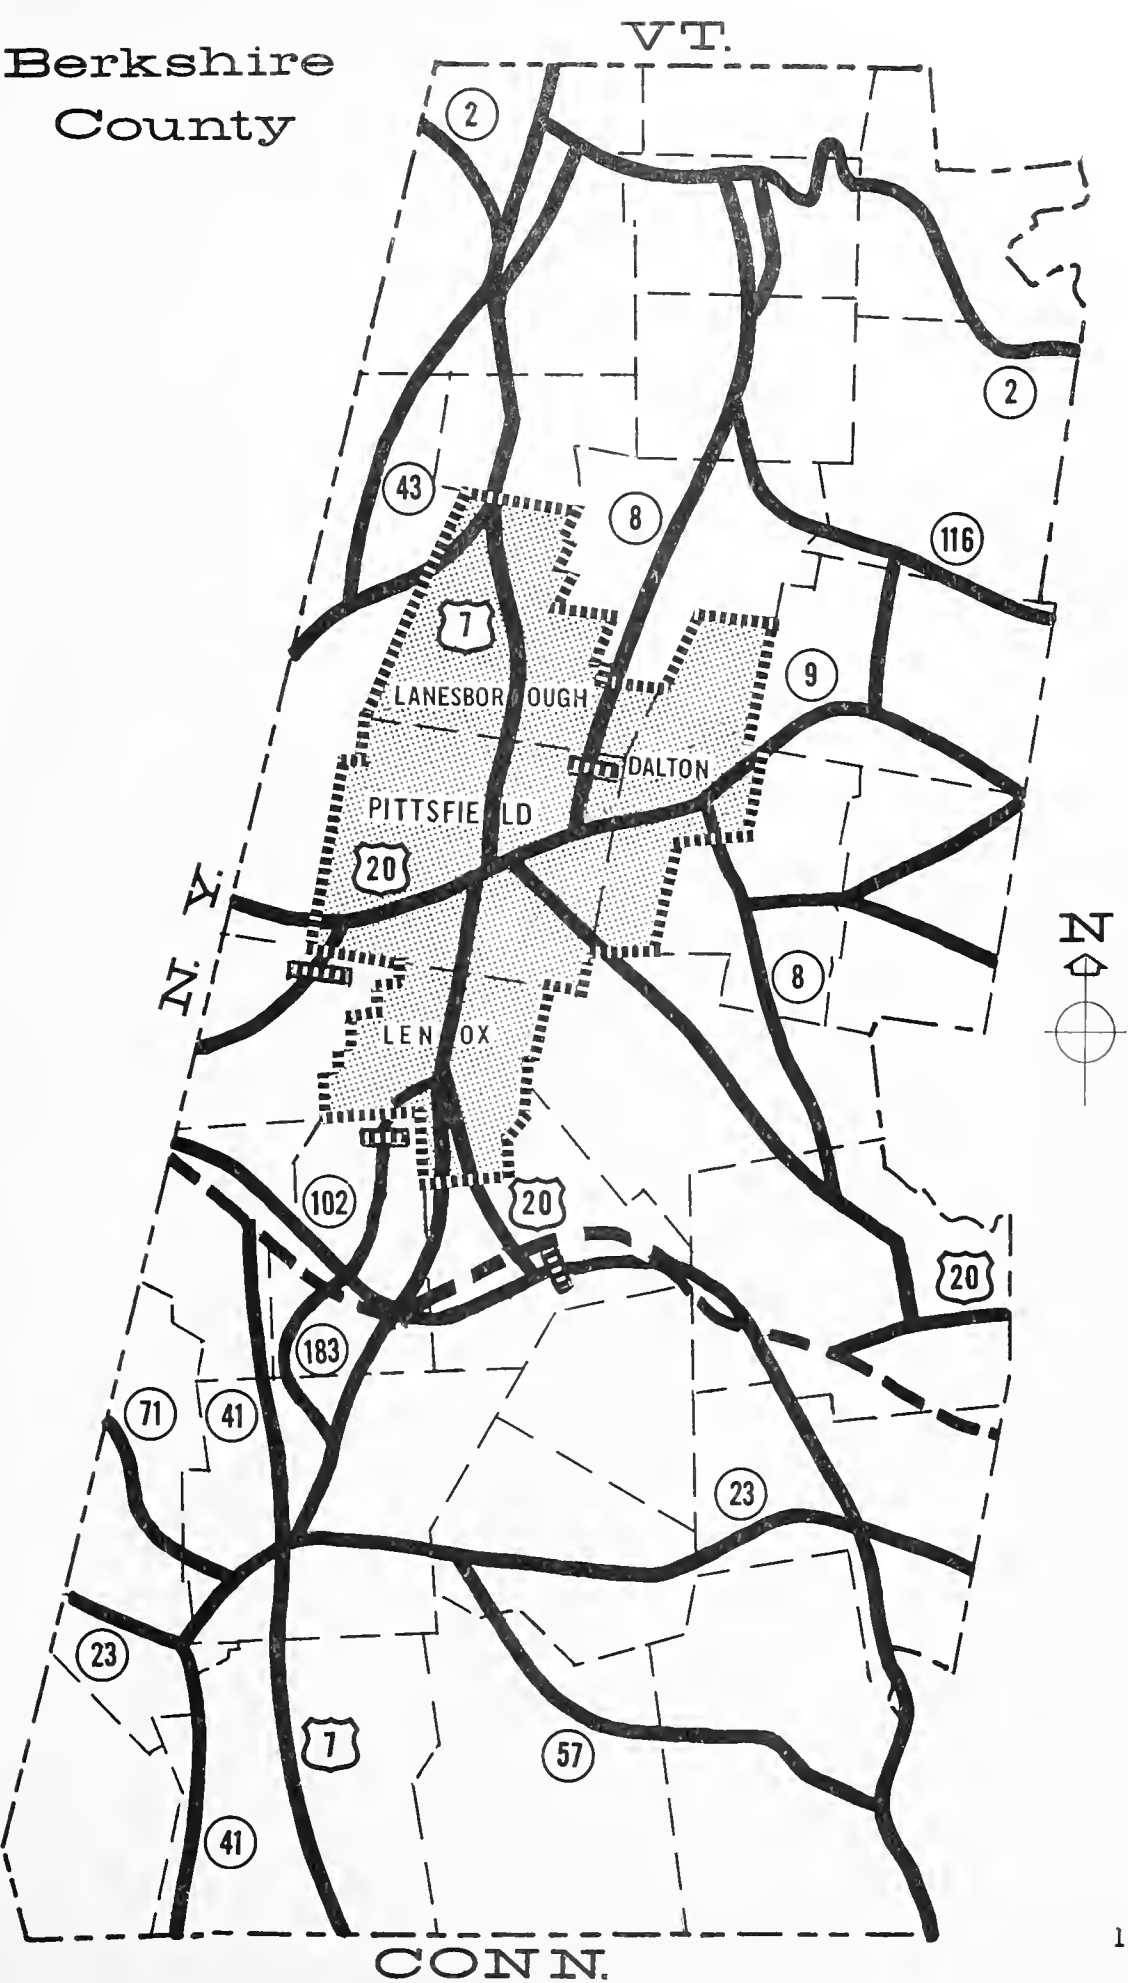 VT.
Berkshire
County
2
2
43
8
116
7
9
LANESBOROUGH
DALTON
PITTSFIELD
20
N. Y.
N
8
LENOX
102
20
20
183
71
41
23
23
7
57
41
1
CONN.